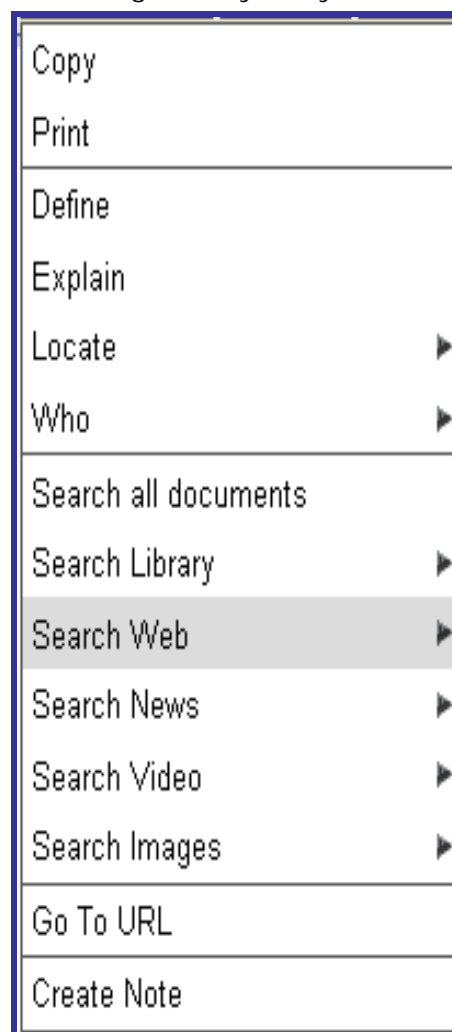 Copy
Print
Define
Explain
Locate
Who
Search all documents
Search Library
Search Web
Search News
Search Video
Search Images
Go To URL
Create Note